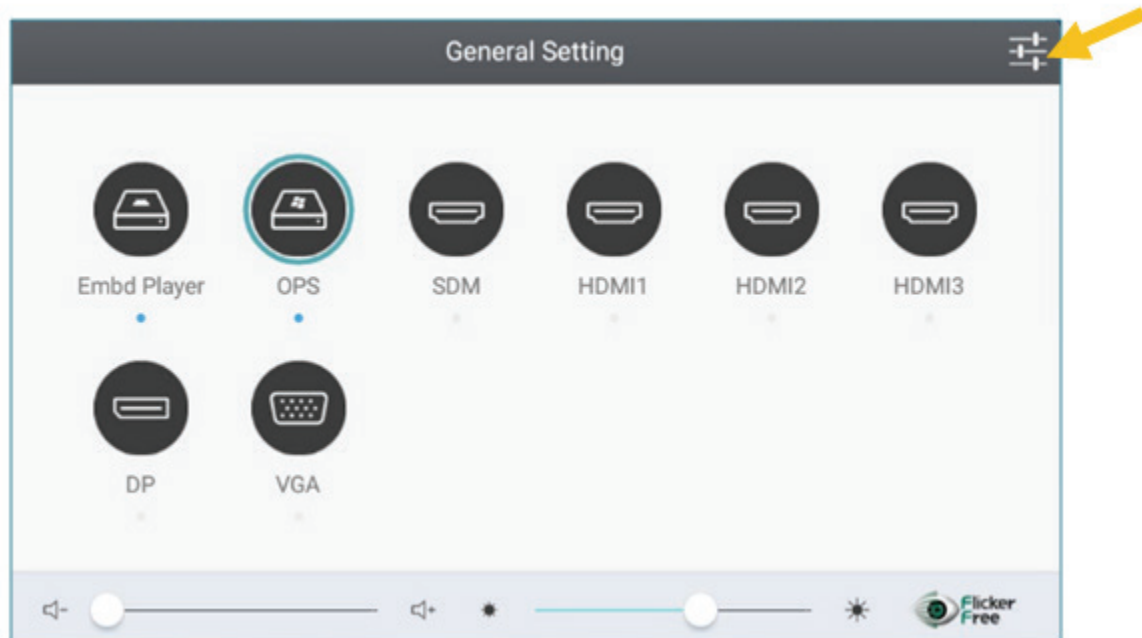 General Setting
Embd Player OPS SDM HDMI1 HDMI2 HDMI3
DP VGA
Flicker
Free